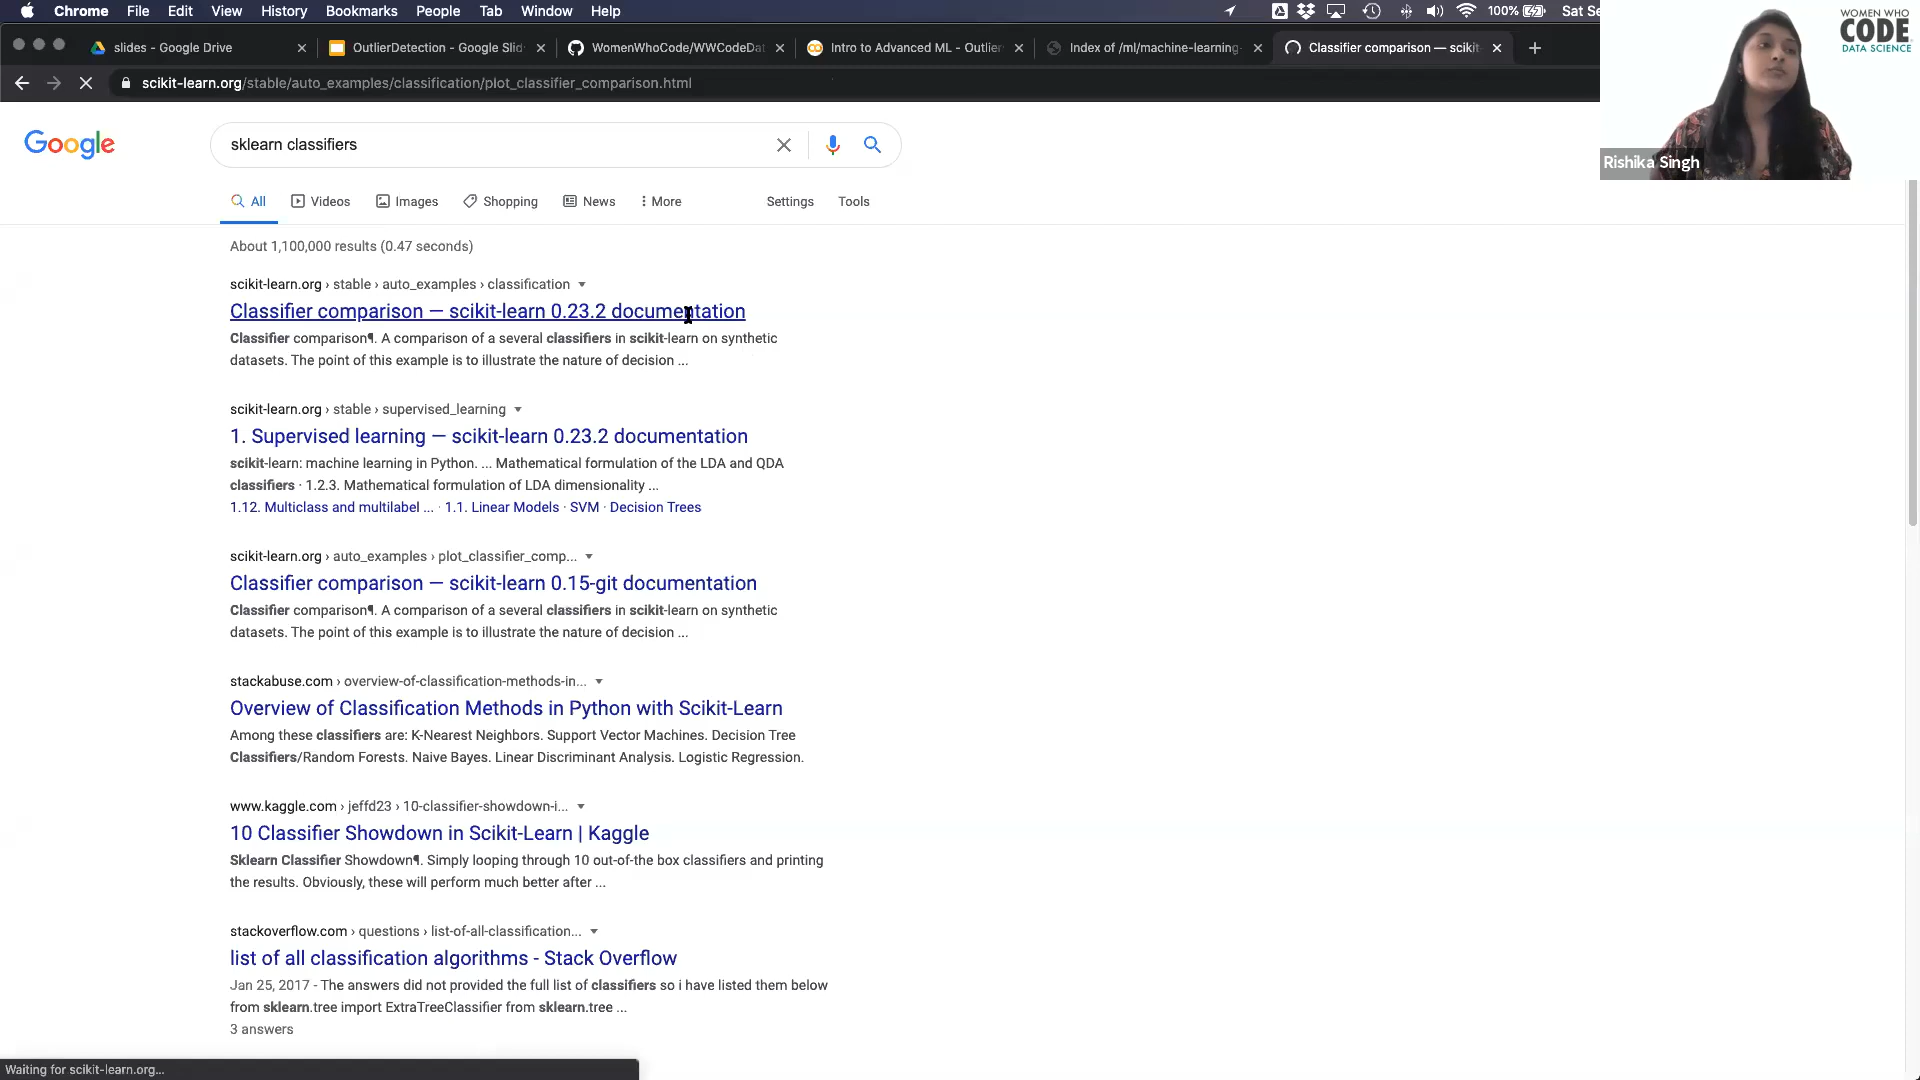 Chrome File Edit View History Bookmarks People Tab Window Help 100% Sat Se
slides - Google Drive OutlierDetection - Google Slid WomenWhoCode/WWCodeDat Intro to Advanced ML - Outlier Index of /ml/machine-learning- Classifier comparison — scikit-
scikit-learn.org/stable/auto_examples/classification/plot_classifier_comparison.html
WOMEN WHO
CODE
DATA SCIENCE
Rishika Singh
Google sklearn classifiers
All Videos Images Shopping News More Settings Tools
About 1,100,000 results (0.47 seconds)
scikit-learn.org › stable › auto_examples › classification
Classifier comparison — scikit-learn 0.23.2 documentation
Classifier comparison¶. A comparison of a several classifiers in scikit-learn on synthetic
datasets. The point of this example is to illustrate the nature of decision ...
scikit-learn.org › stable › supervised_learning
1. Supervised learning — scikit-learn 0.23.2 documentation
scikit-learn: machine learning in Python. ... Mathematical formulation of the LDA and QDA
classifiers · 1.2.3. Mathematical formulation of LDA dimensionality ...
1.12. Multiclass and multilabel ... · 1.1. Linear Models · SVM · Decision Trees
scikit-learn.org › auto_examples › plot_classifier_comp...
Classifier comparison — scikit-learn 0.15-git documentation
Classifier comparison¶. A comparison of a several classifiers in scikit-learn on synthetic
datasets. The point of this example is to illustrate the nature of decision ...
stackabuse.com › overview-of-classification-methods-in...
Overview of Classification Methods in Python with Scikit-Learn
Among these classifiers are: K-Nearest Neighbors. Support Vector Machines. Decision Tree
Classifiers/Random Forests. Naive Bayes. Linear Discriminant Analysis. Logistic Regression.
www.kaggle.com › jeffd23 › 10-classifier-showdown-i...
10 Classifier Showdown in Scikit-Learn | Kaggle
Sklearn Classifier Showdown¶. Simply looping through 10 out-of-the box classifiers and printing
the results. Obviously, these will perform much better after ...
stackoverflow.com › questions › list-of-all-classification...
list of all classification algorithms - Stack Overflow
Jan 25, 2017 - The answers did not provided the full list of classifiers so i have listed them below
from sklearn.tree import ExtraTreeClassifier from sklearn.tree ...
3 answers
Waiting for scikit-learn.org...